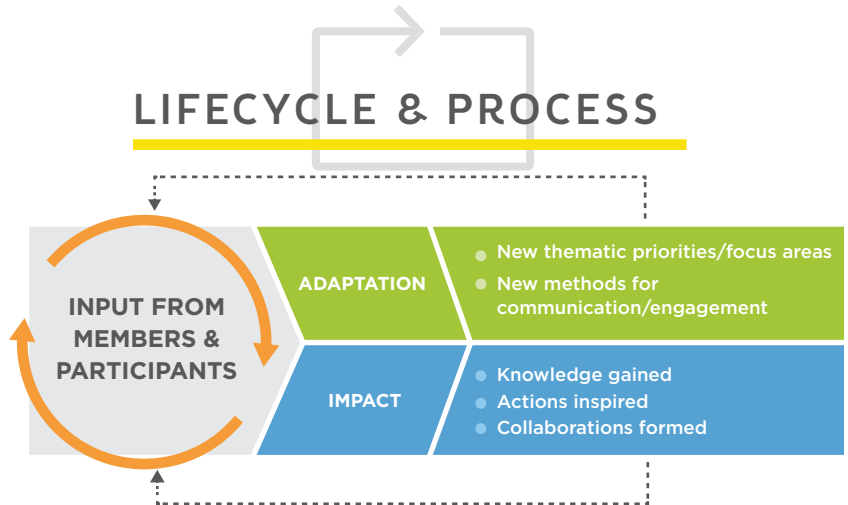 LIFECYCLE & PROCESS
INPUT FROM
MEMBERS &
PARTICIPANTS
ADAPTATION
New thematic priorities/focus areas
New methods for
communication/engagement
IMPACT
Knowledge gained
Actions inspired
Collaborations formed